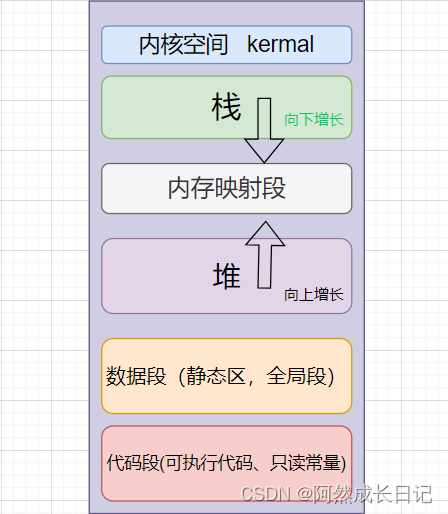 内核空间 kermal
栈
向下增长
内存映射段
堆
向上增长
数据段（静态区，全局段）
代码段(可执行代码、只读常量)
CSDN @阿然成长日记